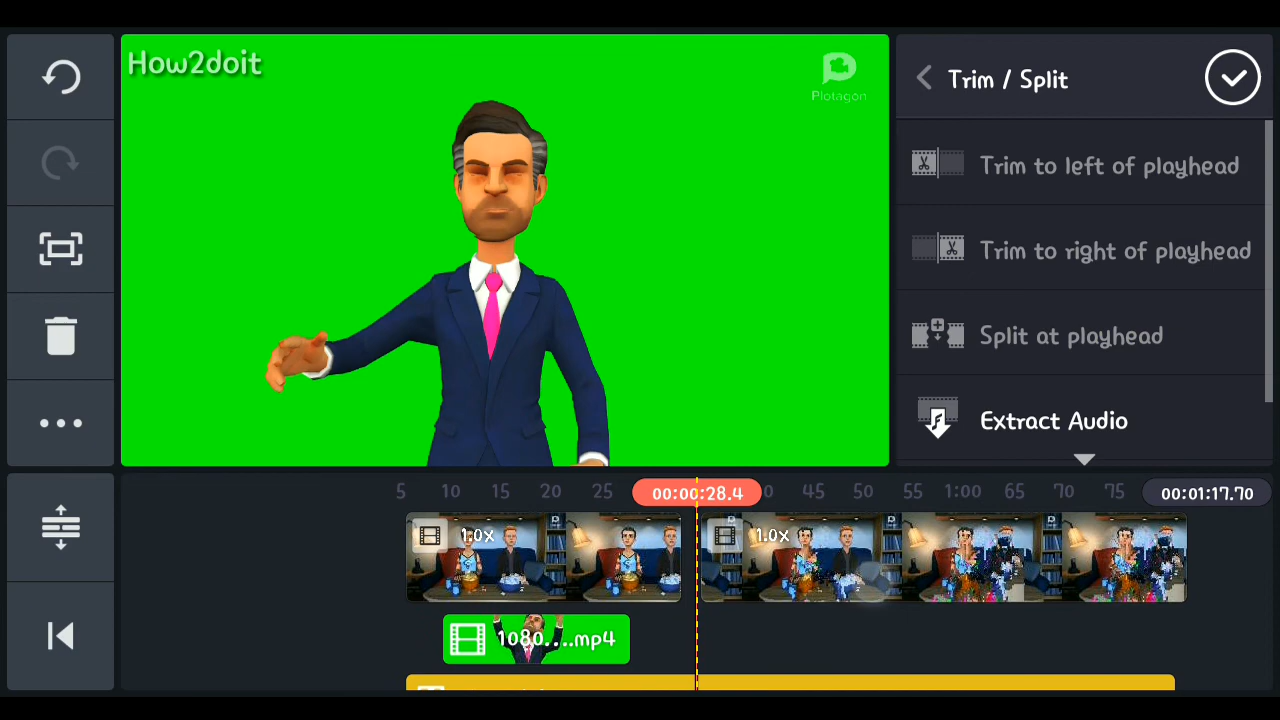 How2doit
Plotagon
Trim / Split
Trim to left of playhead
Trim to right of playhead
Split at playhead
Extract Audio
5 10 15 20 25 00:00:28.4 0 45 50 55 1:00 65 70 75 00:01:17.70
1.0x 1.0x
1080....mp4